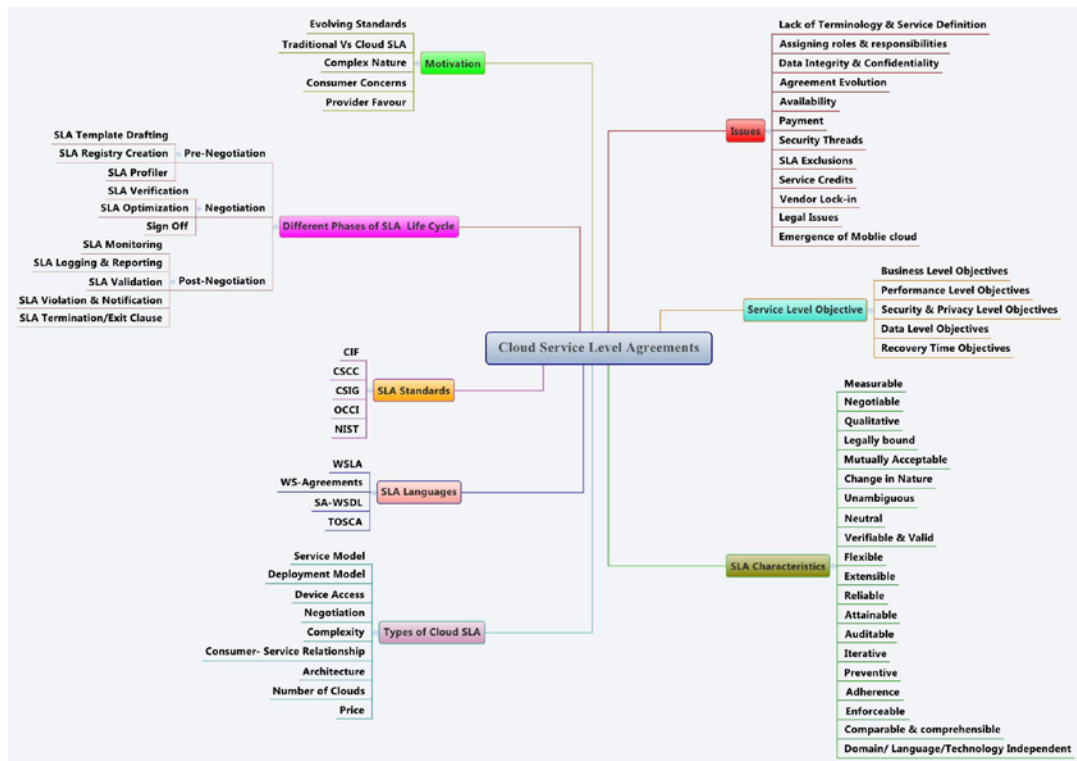 Cloud Service Level Agreements
Motivation
Evolving Standards
Traditional Vs Cloud SLA
Complex Nature
Consumer Concerns
Provider Favour
Different Phases of SLA Life Cycle
Pre-Negotiation
SLA Template Drafting
SLA Registry Creation
SLA Profiler
Negotiation
SLA Verification
SLA Optimization
Sign Off
Post-Negotiation
SLA Monitoring
SLA Logging & Reporting
SLA Validation
SLA Violation & Notification
SLA Termination/Exit Clause
SLA Standards
CIF
CSCC
CSIG
OCCI
NIST
SLA Languages
WSLA
WS-Agreements
SA-WSDL
TOSCA
Types of Cloud SLA
Service Model
Deployment Model
Device Access
Negotiation
Complexity
Consumer- Service Relationship
Architecture
Number of Clouds
Price
Issues
Lack of Terminology & Service Definition
Assigning roles & responsibilities
Data Integrity & Confidentiality
Agreement Evolution
Availability
Payment
Security Threads
SLA Exclusions
Service Credits
Vendor Lock-in
Legal Issues
Emergence of Moblie cloud
Service Level Objective
Business Level Objectives
Performance Level Objectives
Security & Privacy Level Objectives
Data Level Objectives
Recovery Time Objectives
SLA Characteristics
Measurable
Negotiable
Qualitative
Legally bound
Mutually Acceptable
Change in Nature
Unambiguous
Neutral
Verifiable & Valid
Flexible
Extensible
Reliable
Attainable
Auditable
Iterative
Preventive
Adherence
Enforceable
Comparable & comprehensible
Domain/ Language/Technology Independent